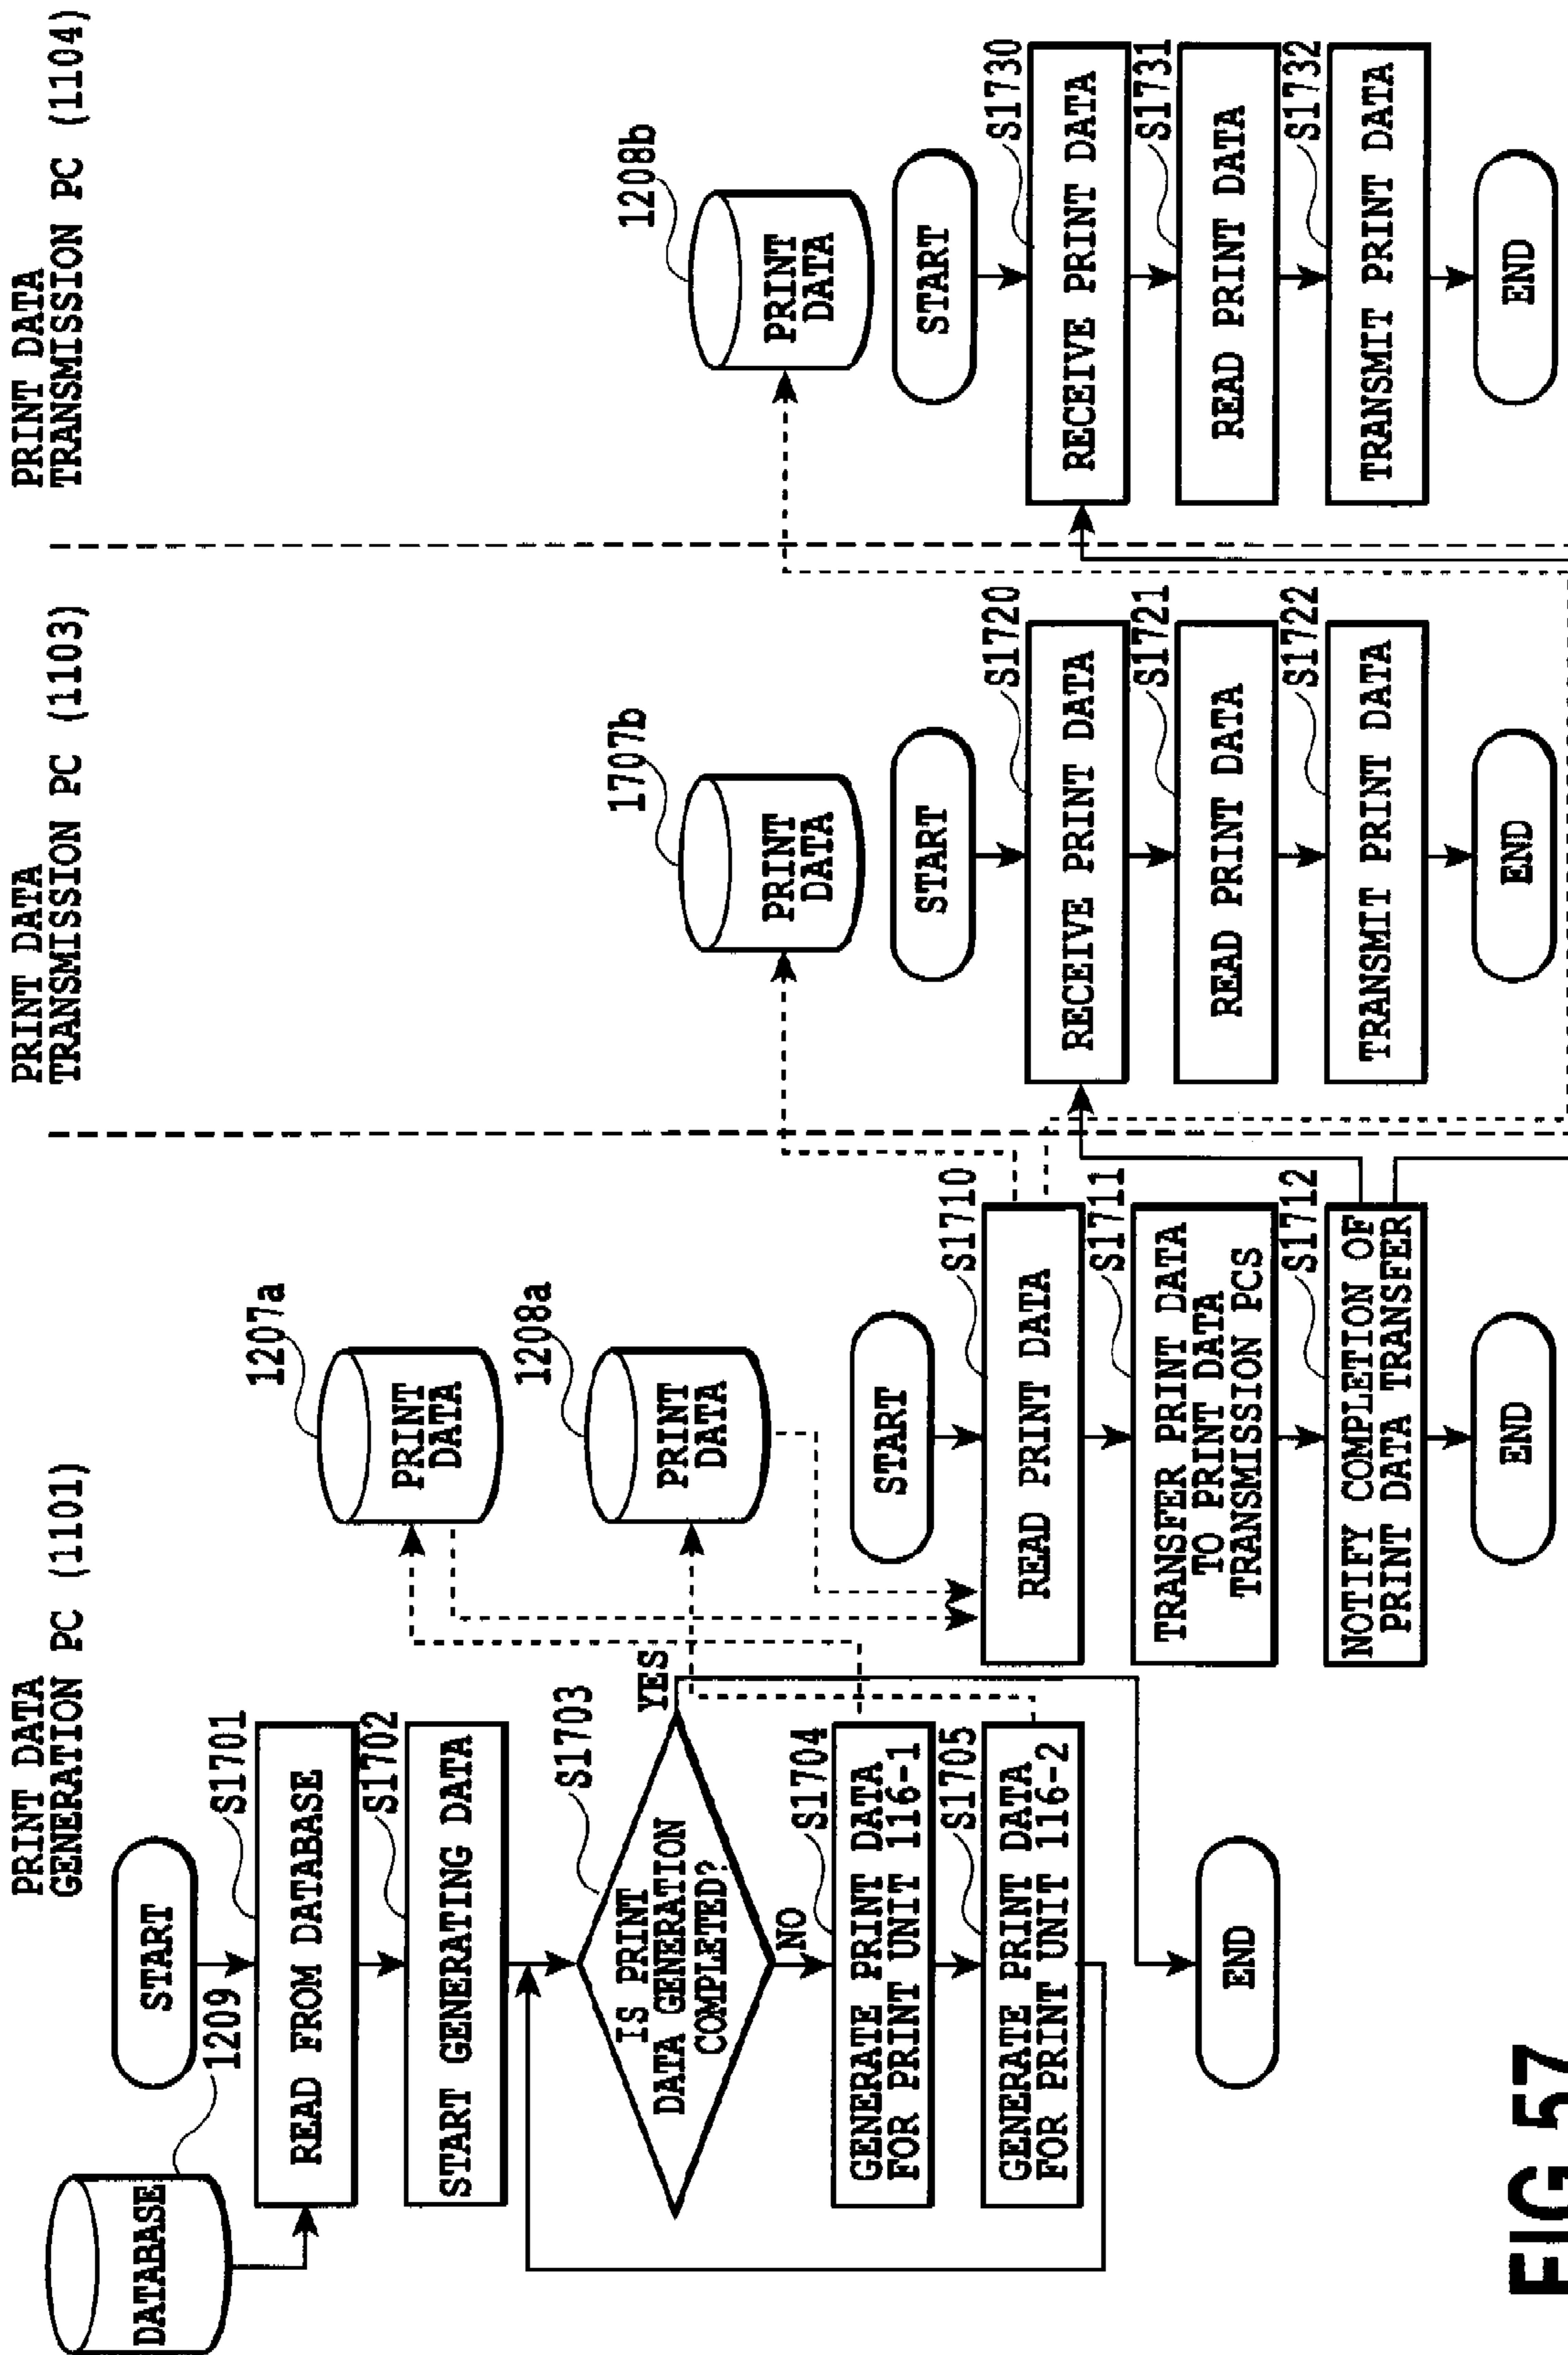 PRINT DATA
GENERATION PC (1101)
START
1209
DATABASE
S1701
READ FROM DATABASE
S1702
START GENERATING DATA
S1703
IS PRINT
DATA GENERATION
COMPLETED?
YES
NO
S1704
GENERATE PRINT DATA
FOR PRINT UNIT 116-1
S1705
GENERATE PRINT DATA
FOR PRINT UNIT 116-2
END
1207a
PRINT
DATA
1208a
PRINT
DATA
START
S1710
READ PRINT DATA
S1711
TRANSFER PRINT DATA
TO PRINT DATA
TRANSMISSION PCS
S1712
NOTIFY COMPLETION OF
PRINT DATA TRANSFER
END
PRINT DATA
TRANSMISSION PC (1103)
1707b
PRINT
DATA
START
S1720
RECEIVE PRINT DATA
S1721
READ PRINT DATA
S1722
TRANSMIT PRINT DATA
END
PRINT DATA
TRANSMISSION PC (1104)
1208b
PRINT
DATA
START
S1730
RECEIVE PRINT DATA
S1731
READ PRINT DATA
S1732
TRANSMIT PRINT DATA
END
FIG.57